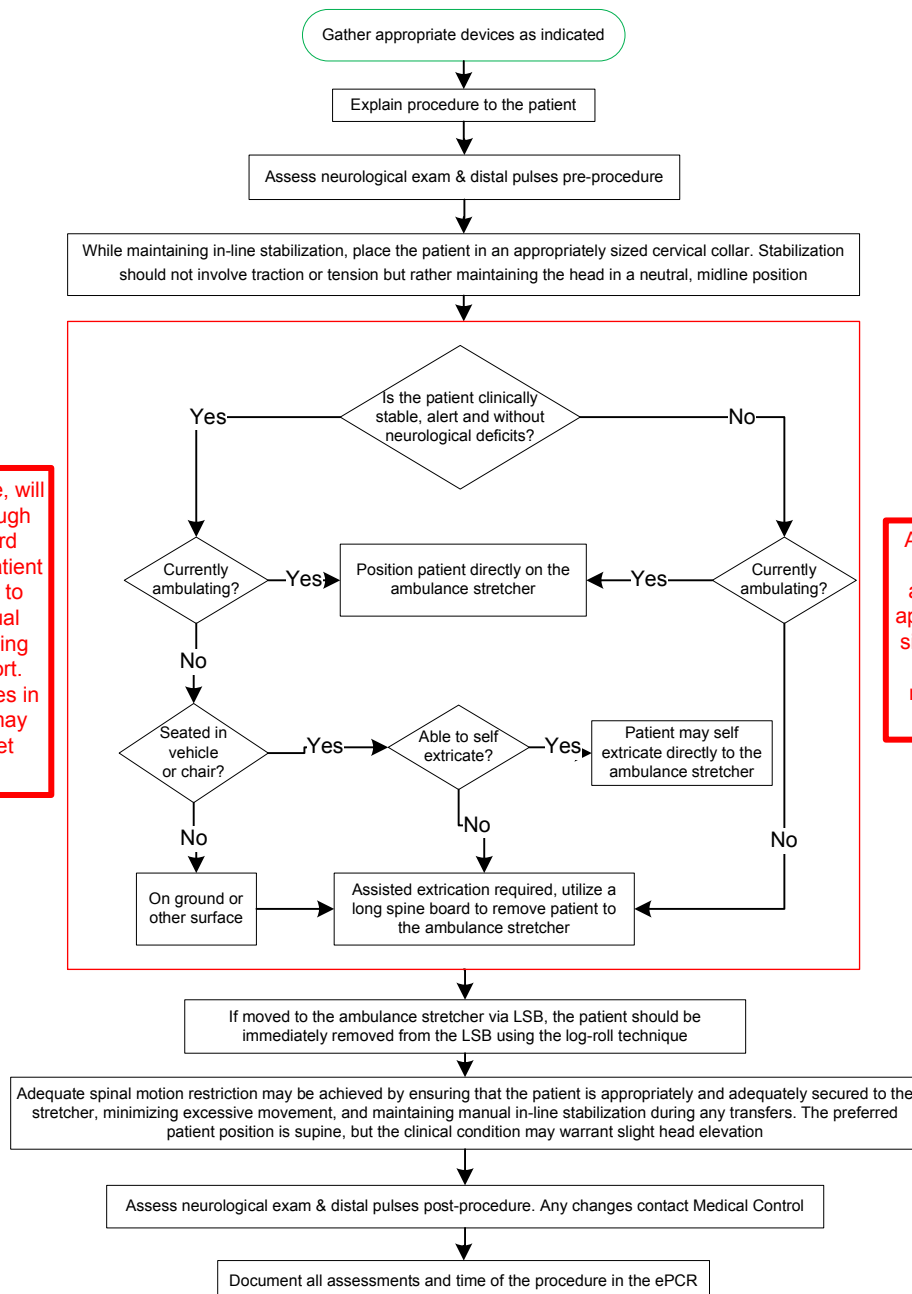 Gather appropriate devices as indicated
Explain procedure to the patient
Assess neurological exam & distal pulses pre-procedure
While maintaining in-line stabilization, place the patient in an appropriately sized cervical collar. Stabilization
should not involve traction or tension but rather maintaining the head in a neutral, midline position
Is the patient clinically
stable, alert and without
neurological deficits?
Yes
No
Currently
ambulating?
Yes
Position patient directly on the
ambulance stretcher
Yes
Currently
ambulating?
No
Seated in
vehicle
or chair?
Yes
Able to self
extricate?
Yes
Patient may self
extricate directly to the
ambulance stretcher
No
No
No
On ground or
other surface
Assisted extrication required, utilize a
long spine board to remove patient to
the ambulance stretcher
If moved to the ambulance stretcher via LSB, the patient should be
immediately removed from the LSB using the log-roll technique
Adequate spinal motion restriction may be achieved by ensuring that the patient is appropriately and adequately secured to the
stretcher, minimizing excessive movement, and maintaining manual in-line stabilization during any transfers. The preferred
patient position is supine, but the clinical condition may warrant slight head elevation
Assess neurological exam & distal pulses post-procedure. Any changes contact Medical Control
Document all assessments and time of the procedure in the ePCR
will
to
may